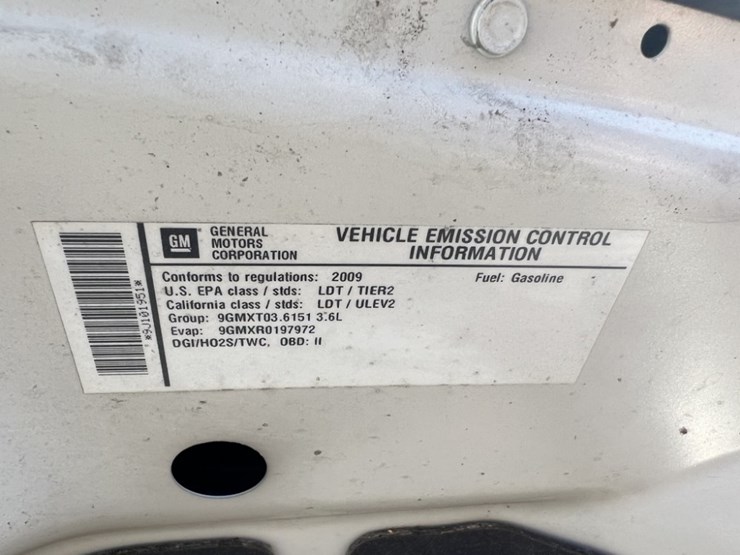 GM
GENERAL
MOTORS
CORPORATION
VEHICLE EMISSION CONTROL
INFORMATION
Conforms to regulations: 2009
Fuel: Gasoline
U.S. EPA class / stds: LDT / TIER2
California class / stds: LDT / ULEV2
Group: 9GMXT03.6151 3.6L
Evap: 9GMXR0197972
DGI/HO2S/TWC, OBD: II
*9J101951*